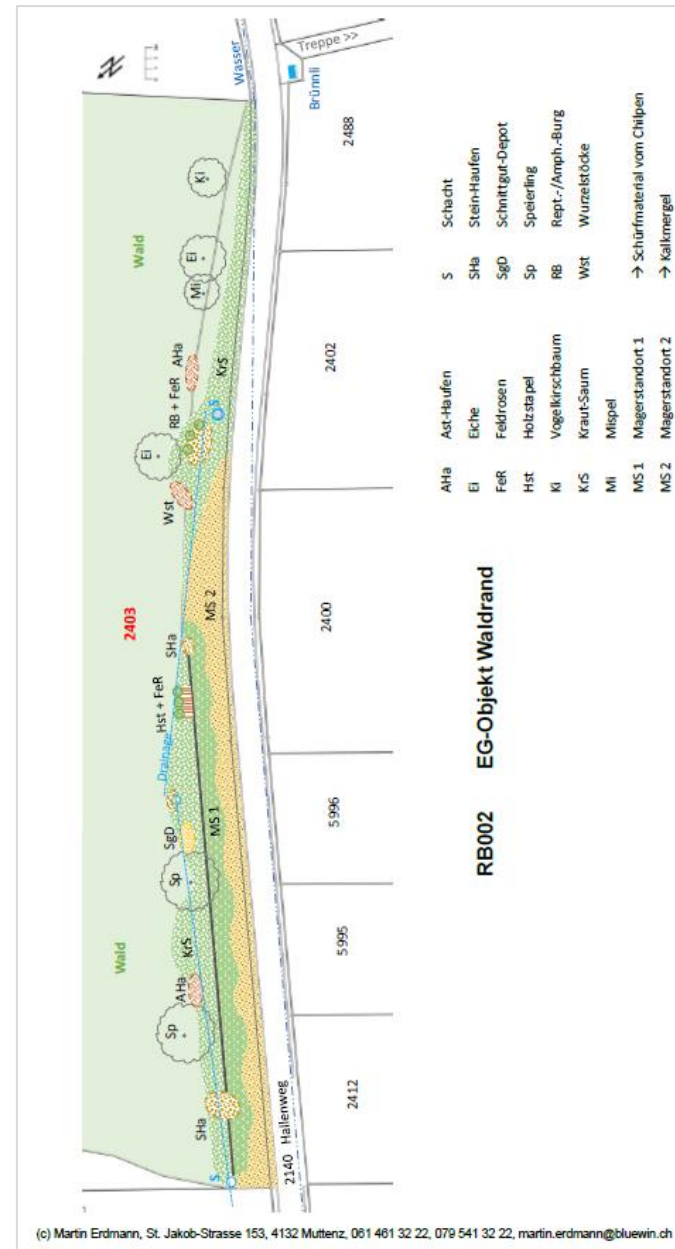 Wald
2403
Wald
Wasser
Treppe >>
Brünnli
Ki
Ei
Mi
AHa
RB + FeR
KrS
S
Ei
Wst
MS 2
SHa
Hst + FeR
Drainage
SgD
MS 1
Sp
KrS
AHa
Sp
SHa
S
2140 Hallenweg
2412
5995
5996
2400
2402
2488
RB002 EG-Objekt Waldrand
AHa Ast-Haufen
Ei Eiche
FeR Feldrosen
Hst Holzstapel
Ki Vogelkirschbaum
KrS Kraut-Saum
Mi Mispel
MS 1 Magerstandort 1 → Schürfmaterial vom Chilpen
MS 2 Magerstandort 2 → Kalkmergel
S Schacht
SHa Stein-Haufen
SgD Schnittgut-Depot
Sp Speierling
RB Rept.-/Amph.-Burg
Wst Wurzelstöcke
(c) Martin Erdmann, St. Jakob-Strasse 153, 4132 Muttenz, 061 461 32 22, 079 541 32 22, martin.erdmann@bluewin.ch